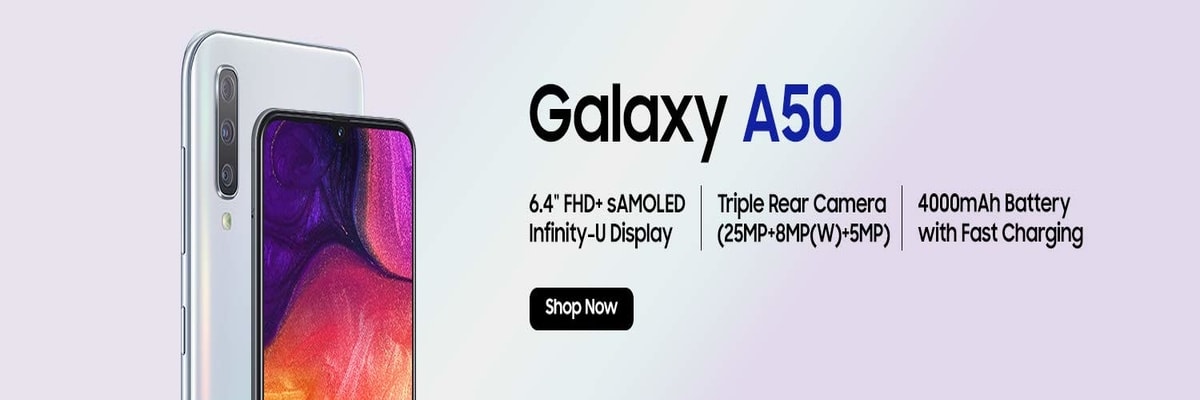 Galaxy A50
6.4" FHD+ sAMOLED
Infinity-U Display
Triple Rear Camera
(25MP+8MP(W)+5MP)
4000mAh Battery
with Fast Charging
Shop Now